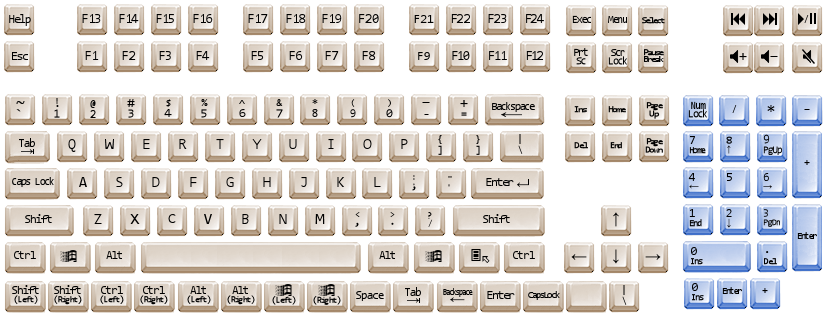 Help F13 F14 F15 F16 F17 F18 F19 F20 F21 F22 F23 F24 Exec Menu Select
Esc F1 F2 F3 F4 F5 F6 F7 F8 F9 F10 F11 F12 Prt Sc Scr Lock Pause Break + −
~ ` ! 1 @ 2 # 3 $ 4 % 5 ^ 6 & 7 * 8 ( 9 ) 0 _ - + = Backspace ← Ins Home Page Up Num Lock / * -
Tab Q W E R T Y U I O P { [ } ] | \ Del End Page Down 7 Home 8 ↑ 9 PgUp +
Caps Lock A S D F G H J K L : ; " ' Enter ↵ 4 ← 5 6 →
Shift Z X C V B N M < , > . ? / Shift ↑ 1 End 2 ↓ 3 PgDn Enter
Ctrl Alt Alt Ctrl ← ↓ → 0 Ins . Del
Shift (Left) Shift (Right) Ctrl (Left) Ctrl (Right) Alt (Left) Alt (Right) (Left) (Right) Space Tab Backspace ← Enter CapsLock | \ 0 Ins Enter +